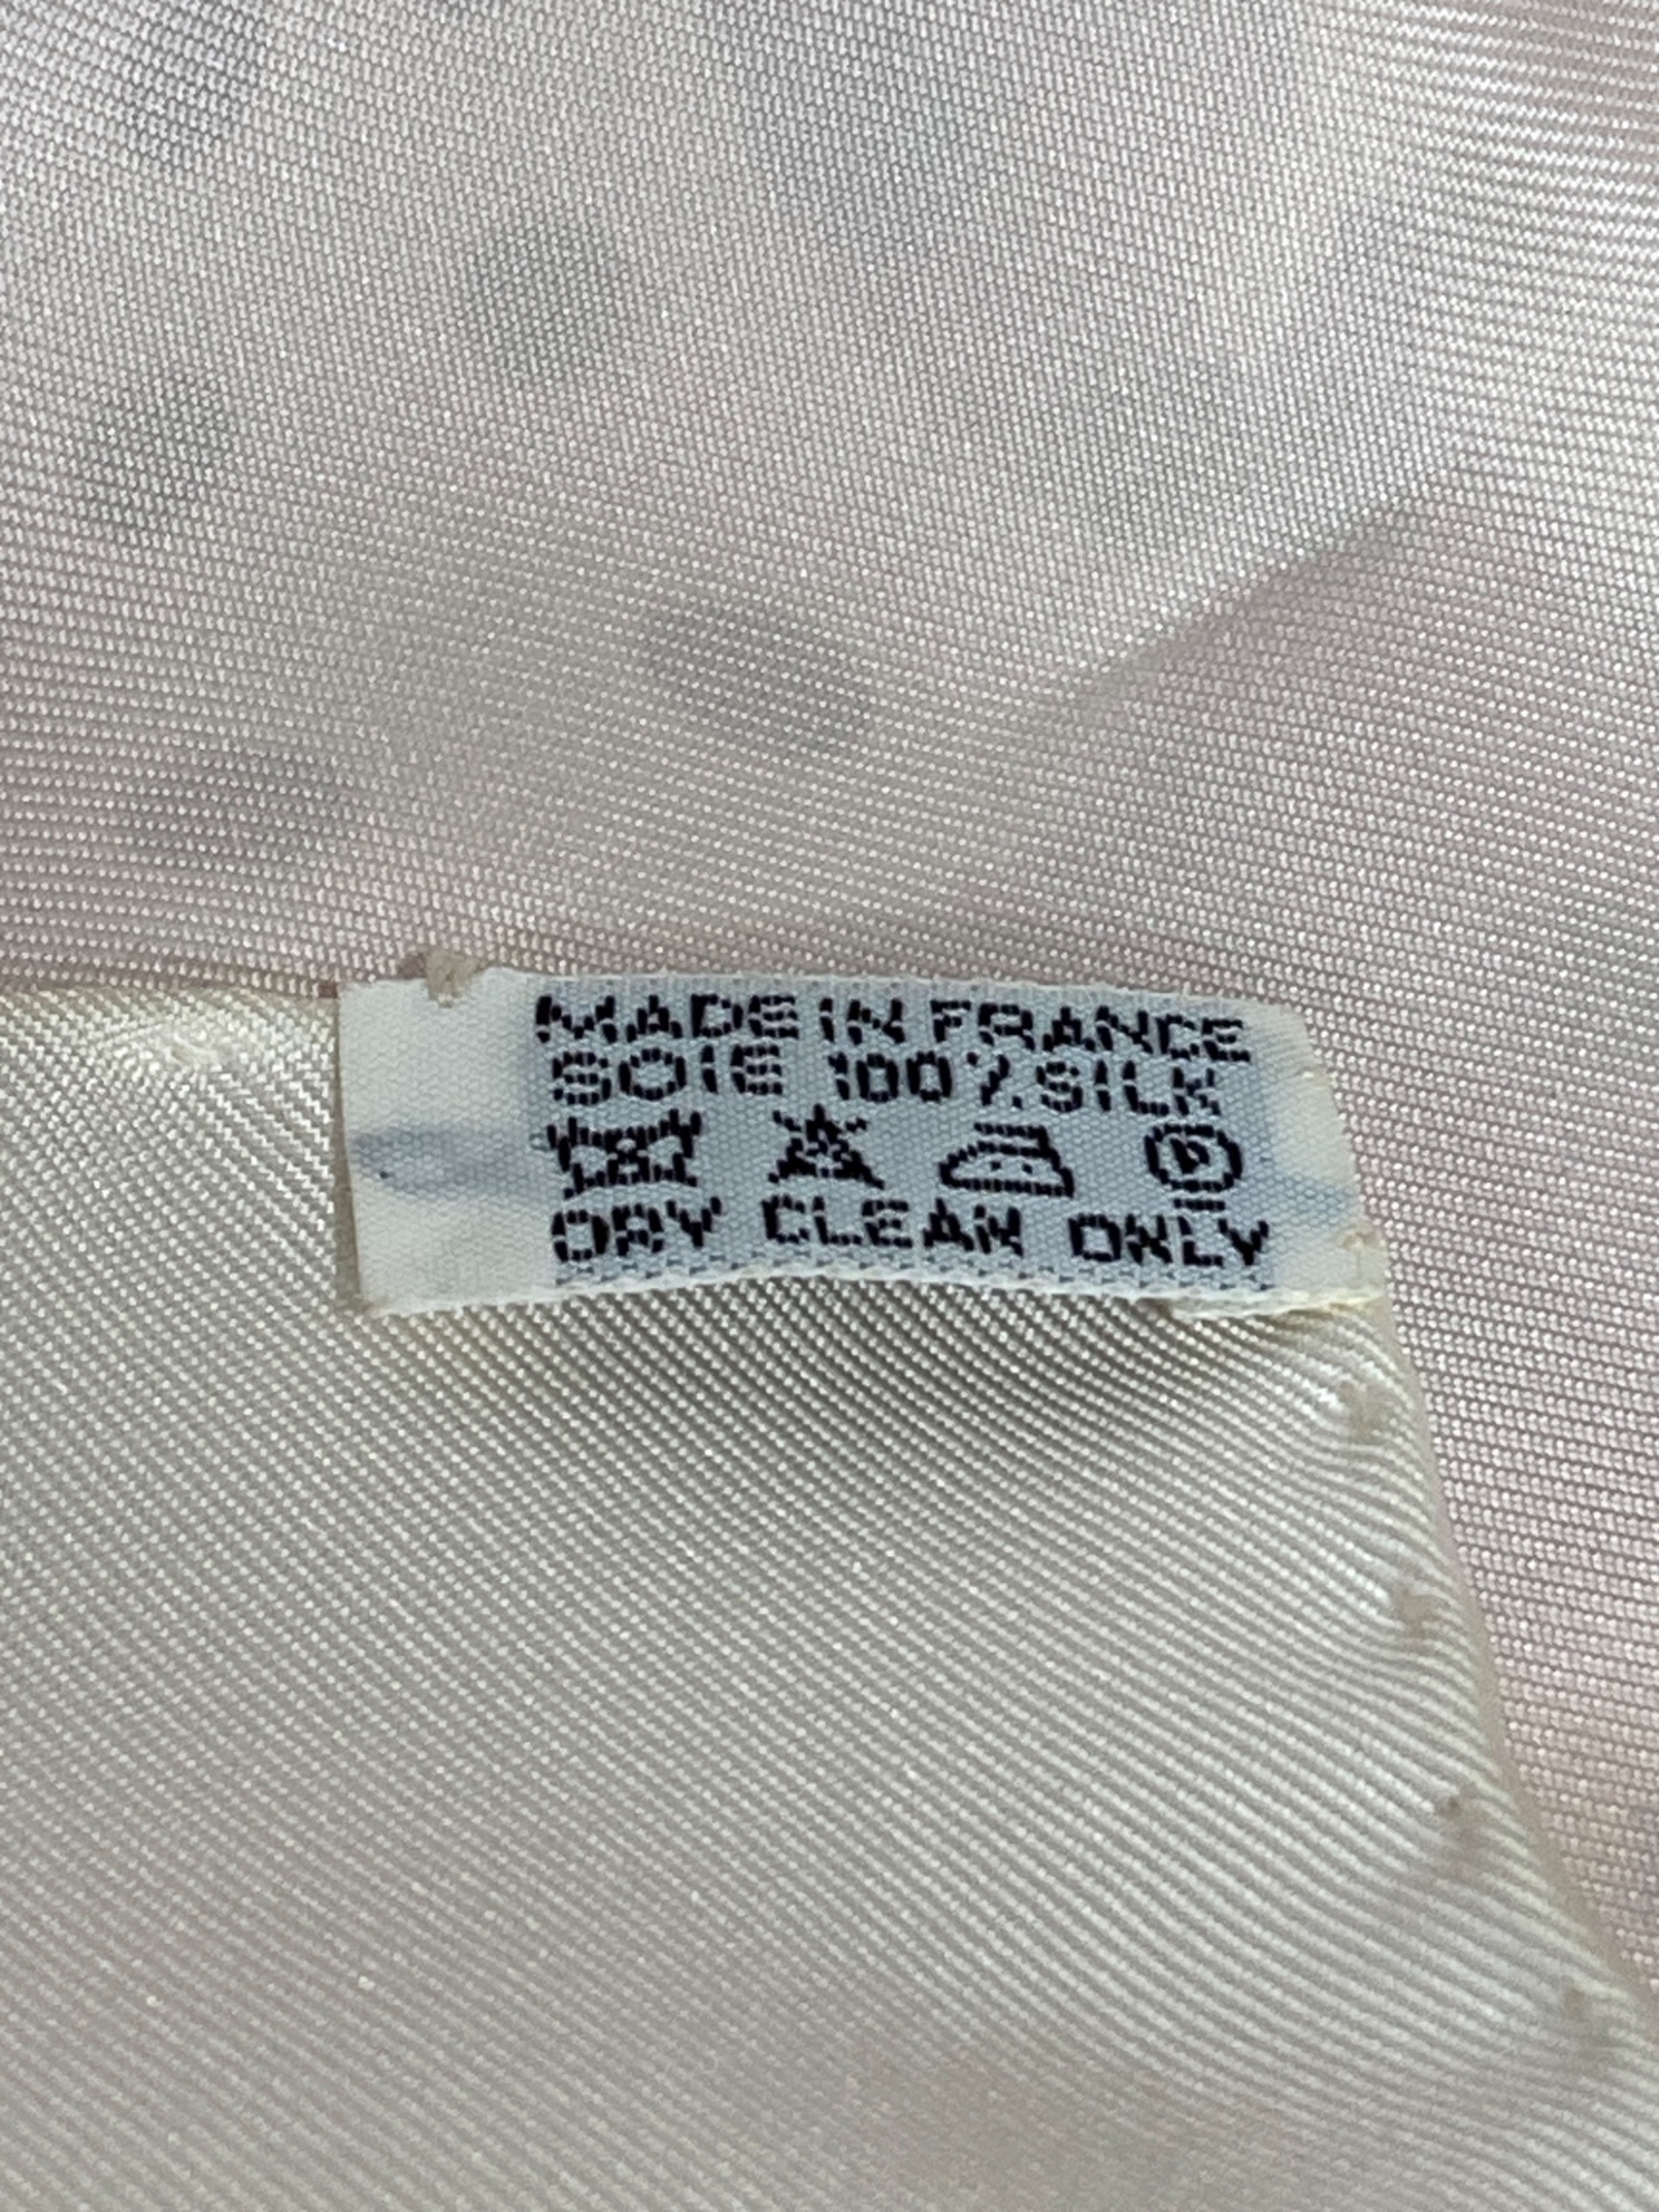 MADE IN FRANCE
SOIE 100% SILK
P
DRY CLEAN ONLY